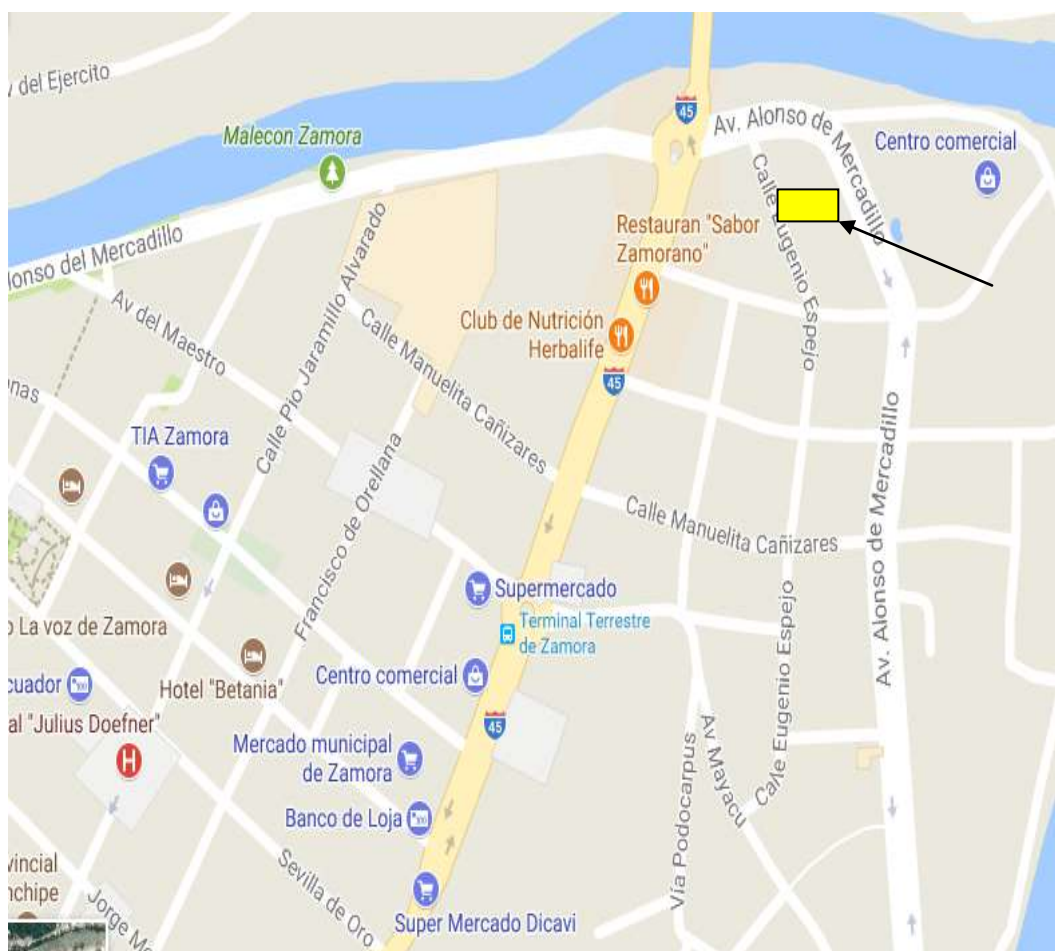 del Ejercito
45
Av. Alonso de Mercadillo
Malecon Zamora
Centro comercial
Calle Eugenio Espejo
Restauran "Sabor
Zamorano"
Calle Pio Jaramillo Alvarado
lonso del Mercadillo
Av del Maestro
Calle Manuelita Cañizares
Club de Nutrición
Herbalife
45
nas
TIA Zamora
Francisco de Orellana
Calle Manuelita Cañizares
Av. Alonso de Mercadillo
Supermercado
Terminal Terrestre
de Zamora
o La voz de Zamora
Calle Eugenio Espejo
Centro comercial
cuador
Hotel "Betania"
al "Julius Doefner"
H
45
Mercado municipal
de Zamora
Av Mayacu
Vía Podocarpus
Banco de Loja
Sevilla de Oro
vincial
nchipe
Jorge Mo
Super Mercado Dicavi